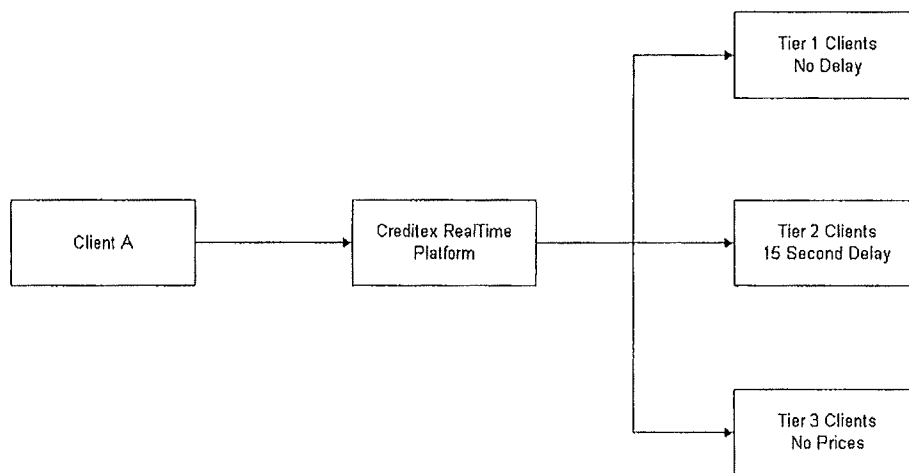 Tier 1 Clients
No Delay
Client A
Creditex RealTime
Platform
Tier 2 Clients
15 Second Delay
Tier 3 Clients
No Prices